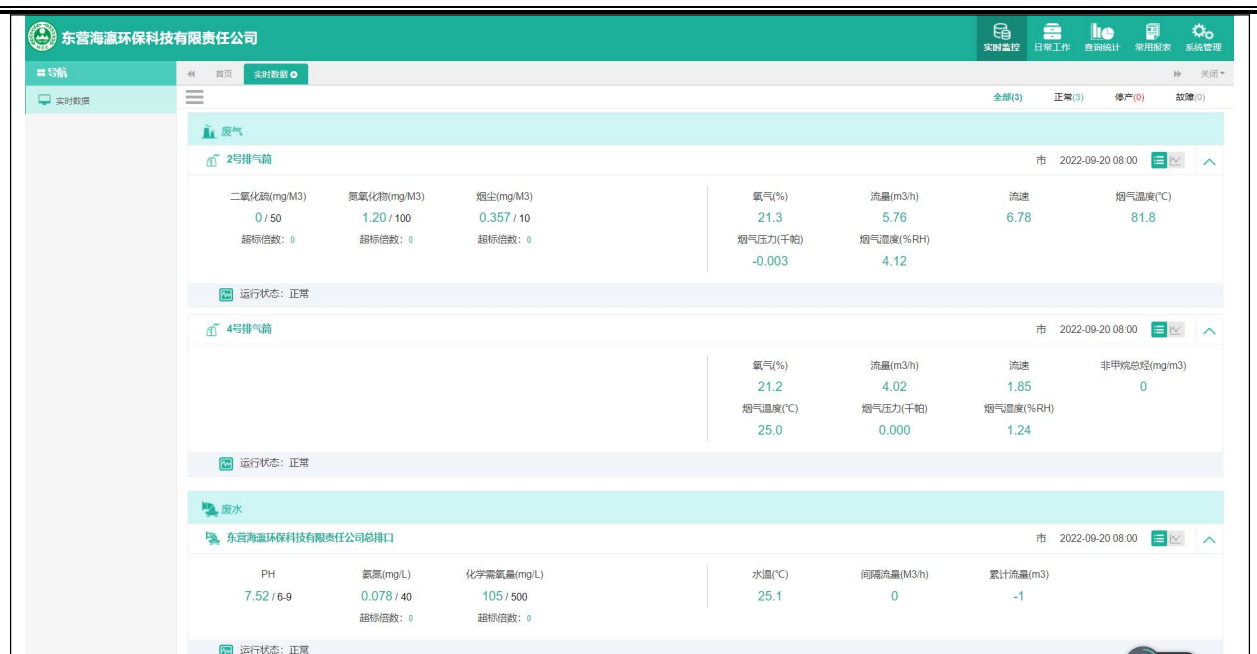 东营海瀛环保科技有限责任公司
实时监控 日常工作 查询统计 常用报表 系统管理
导航 首页 实时数据 关闭
实时数据 全部(3) 正常(3) 停产(0) 故障(0)
废气
2号排气筒 市 2022-09-20 08:00
二氧化硫(mg/M3) 氮氧化物(mg/M3) 烟尘(mg/M3) 氧气(%) 流量(m3/h) 流速 烟气温度(℃)
0 / 50 1.20 / 100 0.357 / 10 21.3 5.76 6.78 81.8
超标倍数: 0 超标倍数: 0 超标倍数: 0 烟气压力(千帕) 烟气湿度(%RH)
-0.003 4.12
运行状态: 正常
4号排气筒 市 2022-09-20 08:00
氧气(%) 流量(m3/h) 流速 非甲烷总烃(mg/m3)
21.2 4.02 1.85 0
烟气温度(℃) 烟气压力(千帕) 烟气湿度(%RH)
25.0 0.000 1.24
运行状态: 正常
废水
东营海瀛环保科技有限责任公司总排口 市 2022-09-20 08:00
PH 氨氮(mg/L) 化学需氧量(mg/L) 水温(℃) 间隔流量(M3/h) 累计流量(m3)
7.52 / 6-9 0.078 / 40 105 / 500 25.1 0 -1
超标倍数: 0 超标倍数: 0
运行状态: 正常